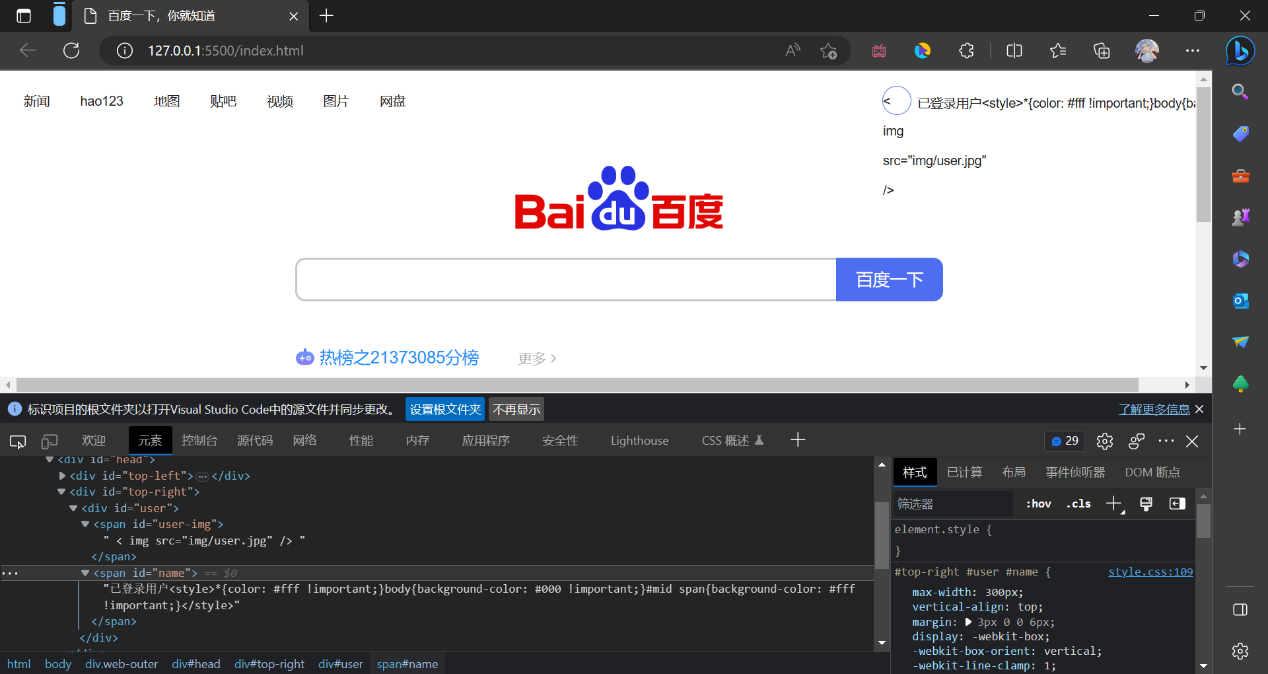 百度一下，你就知道
127.0.0.1:5500/index.html
新闻 hao123 地图 贴吧 视频 图片 网盘
< 已登录用户<style>*{color: #fff !important;}body{ba
img
src="img/user.jpg"
/>
Bai du 百度
百度一下
热榜之21373085分榜 更多 >
标识项目的根文件夹以打开Visual Studio Code中的源文件并同步更改。 设置根文件夹 不再显示 了解更多信息
欢迎 元素 控制台 源代码 网络 性能 内存 应用程序 安全性 Lighthouse CSS 概述 29
<div id="head">
<div id="top-left"> ⋯ </div>
<div id="top-right">
<div id="user">
<span id="user-img">
" < img src="img/user.jpg" /> "
</span>
<span id="name"> == $0
"已登录用户<style>*{color: #fff !important;}body{background-color: #000 !important;}#mid span{background-color: #fff
!important;}</style>"
</span>
</div>
html body div.web-outer div#head div#top-right div#user span#name
样式 已计算 布局 事件侦听器 DOM 断点
筛选器 :hov .cls
element.style {
}
#top-right #user #name { style.css:109
max-width: 300px;
vertical-align: top;
margin: ▶ 3px 0 0 6px;
display: -webkit-box;
-webkit-box-orient: vertical;
-webkit-line-clamp: 1;